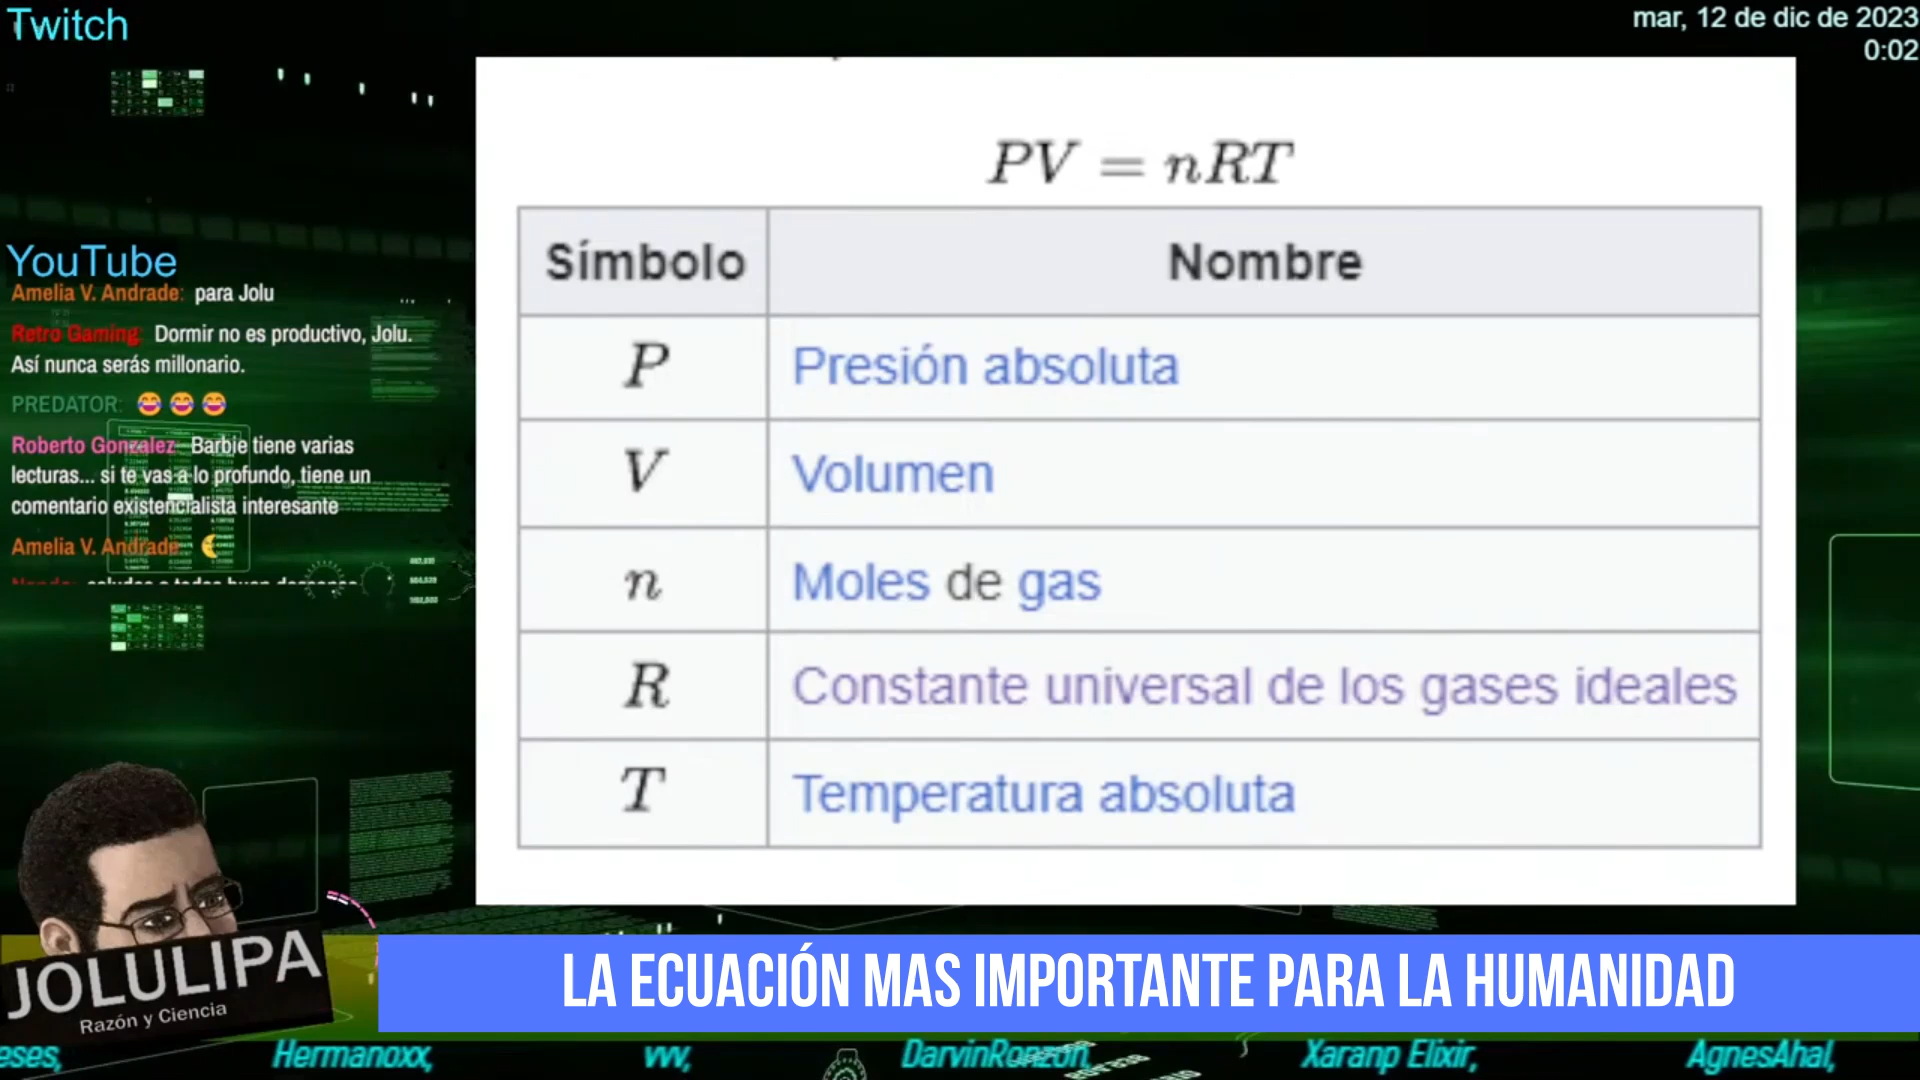 Twitch
mar, 12 de dic de 2023
0:02
YouTube
Amelia V. Andrade: para Jolu
Retro Gaming: Dormir no es productivo, Jolu.
Así nunca serás millonario.
PREDATOR: 😂 😂 😂
Roberto Gonzalez: Barbie tiene varias
lecturas... si te vas a lo profundo, tiene un
comentario existencialista interesante
Amelia V. Andrade: 🌜
PV = nRT
Símbolo Nombre
P Presión absoluta
V Volumen
n Moles de gas
R Constante universal de los gases ideales
T Temperatura absoluta
JOLULIPA
Razón y Ciencia
LA ECUACIÓN MAS IMPORTANTE PARA LA HUMANIDAD
eses, Hermanoxx, vvv, DarvinRonzon, Xaranp Elixir, AgnesAhal,